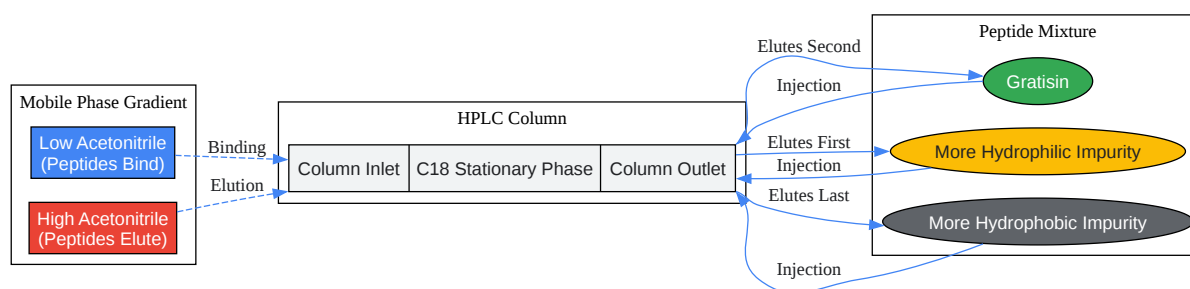 Peptide Mixture
Elutes Second
Gratisin
Injection
Mobile Phase Gradient
HPLC Column
Low Acetonitrile
(Peptides Bind)
Binding
Elutes First
More Hydrophilic Impurity
Column Inlet
C18 Stationary Phase
Column Outlet
Injection
Elution
Elutes Last
High Acetonitrile
(Peptides Elute)
More Hydrophobic Impurity
Injection